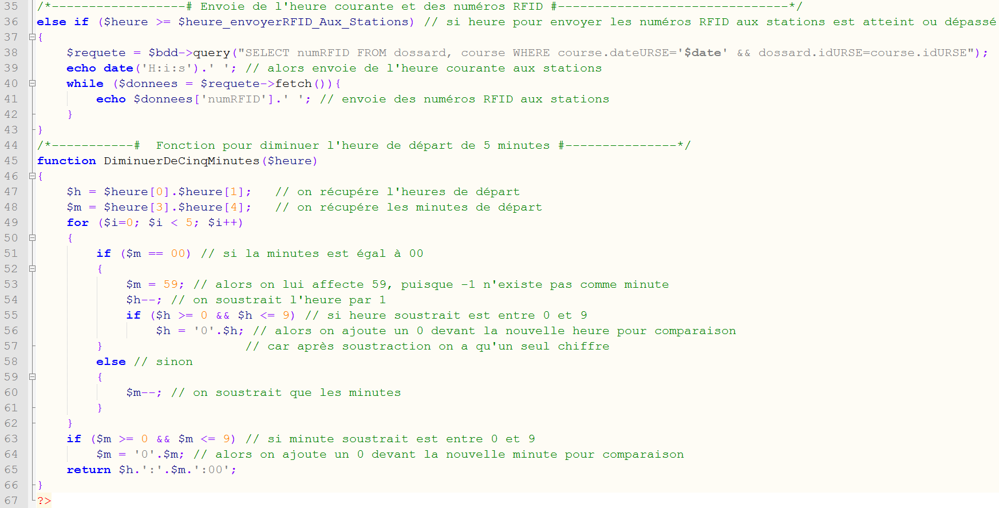 35 /*------------------# Envoie de l'heure courante et des numéros RFID #-------------------------------*/
36 else if ($heure >= $heure_envoyerRFID_Aux_Stations) // si heure pour envoyer les numéros RFID aux stations est atteint ou dépassé
37 {
38     $requete = $bdd->query("SELECT numRFID FROM dossard, course WHERE course.dateURSE='$date' && dossard.idURSE=course.idURSE");
39     echo date('H:i:s').' '; // alors envoie de l'heure courante aux stations
40     while ($donnees = $requete->fetch()){
41         echo $donnees['numRFID'].' '; // envoie des numéros RFID aux stations
42     }
43 }
44 /*-----------#  Fonction pour diminuer l'heure de départ de 5 minutes #---------------*/
45 function DiminuerDeCinqMinutes($heure)
46 {
47     $h = $heure[0].$heure[1];   // on récupére l'heures de départ
48     $m = $heure[3].$heure[4];   // on récupére les minutes de départ
49     for ($i=0; $i < 5; $i++)
50     {
51         if ($m == 00) // si la minutes est égal à 00
52         {
53             $m = 59; // alors on lui affecte 59, puisque -1 n'existe pas comme minute
54             $h--; // on soustrait l'heure par 1
55             if ($h >= 0 && $h <= 9) // si heure soustrait est entre 0 et 9
56                 $h = '0'.$h; // alors on ajoute un 0 devant la nouvelle heure pour comparaison
57         }                   // car après soustraction on a qu'un seul chiffre
58         else // sinon
59         {
60             $m--; // on soustrait que les minutes
61         }
62     }
63     if ($m >= 0 && $m <= 9) // si minute soustrait est entre 0 et 9
64         $m = '0'.$m; // alors on ajoute un 0 devant la nouvelle minute pour comparaison
65     return $h.':'.$m.':00';
66 }
67 ?>